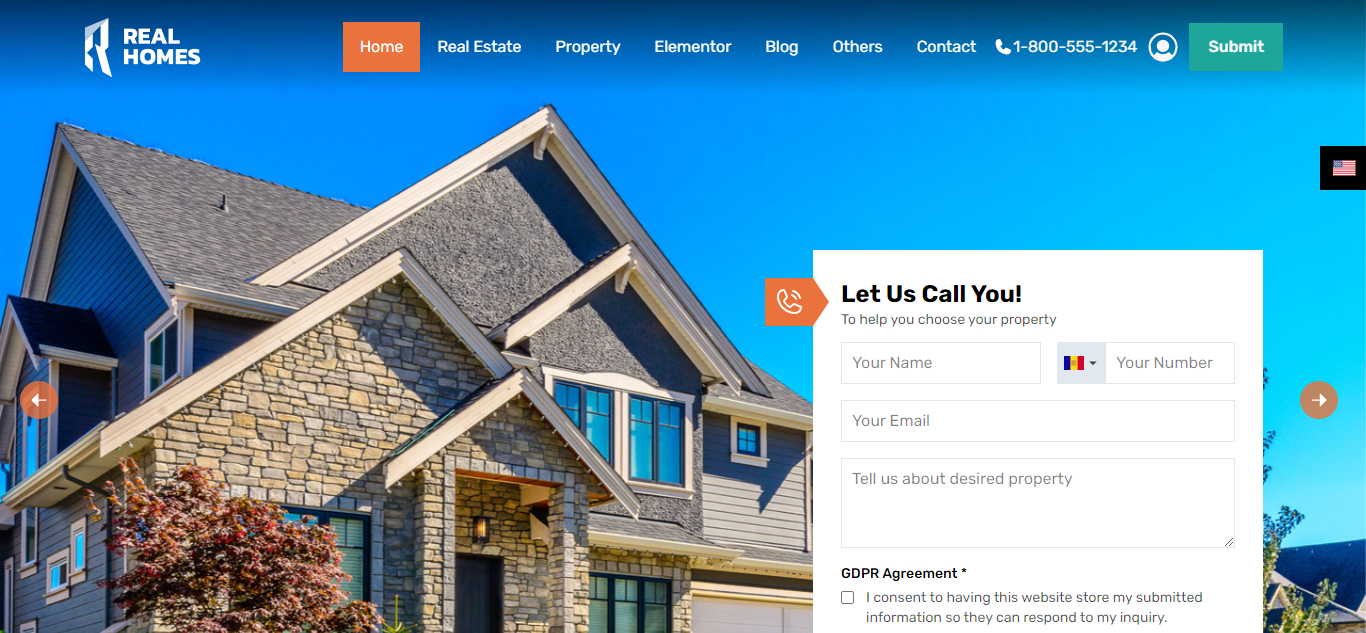 REAL
HOMES
Home
Real Estate
Property
Elementor
Blog
Others
Contact
1-800-555-1234
Submit
Let Us Call You!
To help you choose your property
Your Name
Your Number
Your Email
Tell us about desired property
GDPR Agreement *
I consent to having this website store my submitted
information so they can respond to my inquiry.